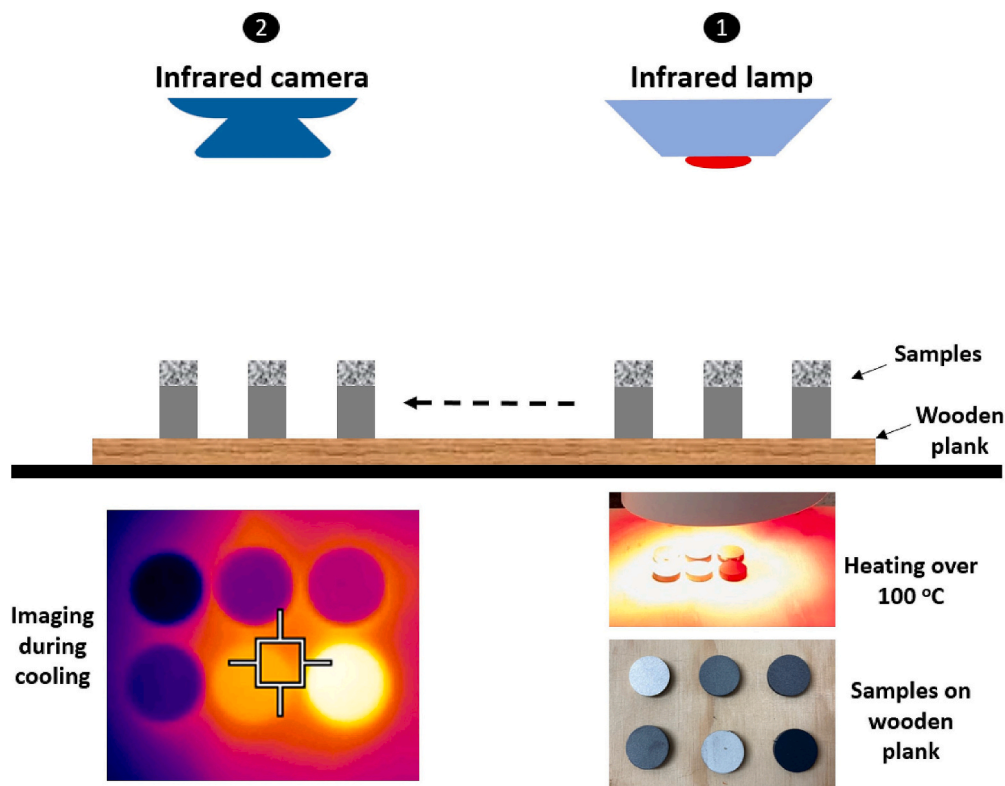 2
1
Infrared camera
Infrared lamp
Samples
Wooden
plank
Imaging
during
cooling
Heating over
100 °C
Samples on
wooden
plank